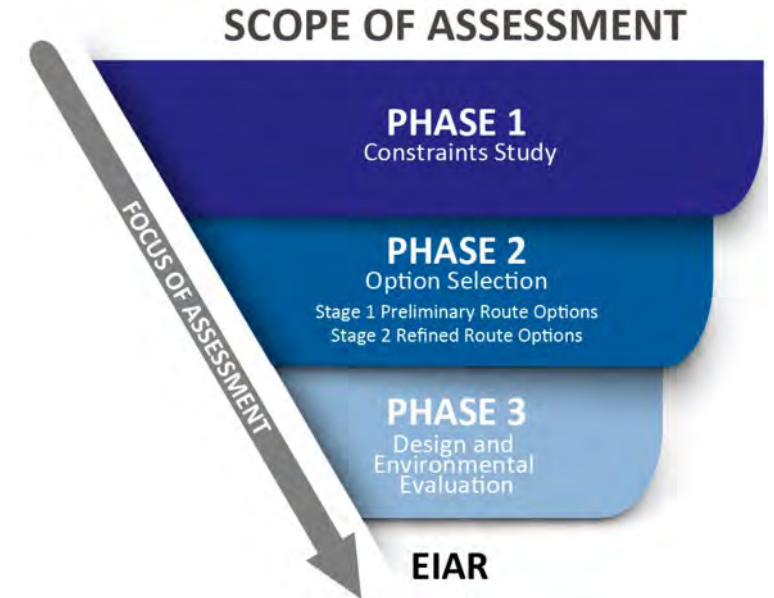 SCOPE OF ASSESSMENT
PHASE 1
Constraints Study
FOCUS OF ASSESSMENT
PHASE 2
Option Selection
Stage 1 Preliminary Route Options
Stage 2 Refined Route Options
PHASE 3
Design and
Environmental
Evaluation
EIAR